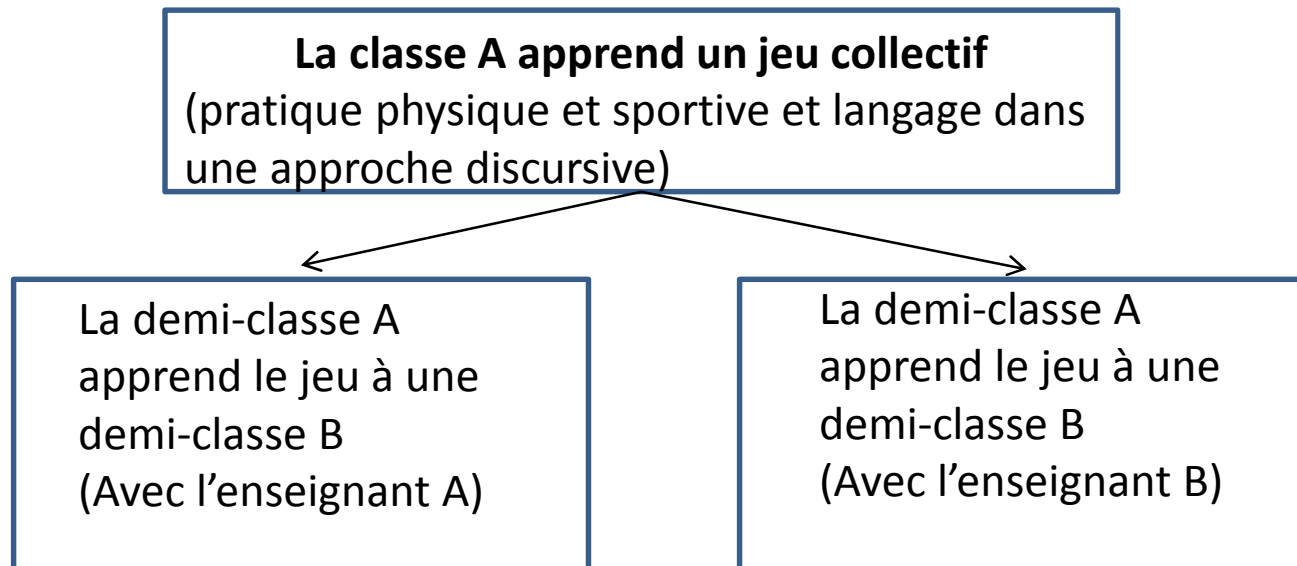 La classe A apprend un jeu collectif
(pratique physique et sportive et langage dans
une approche discursive)
La demi-classe A
apprend le jeu à une
demi-classe B
(Avec l’enseignant A)
La demi-classe A
apprend le jeu à une
demi-classe B
(Avec l’enseignant B)